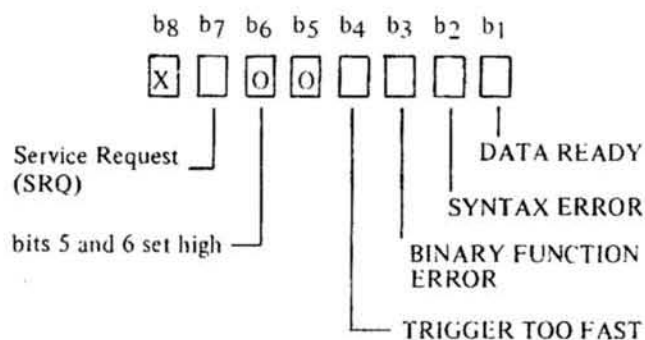 b8 b7 b6 b5 b4 b3 b2 b1
X O O
Service Request
(SRQ)
DATA READY
SYNTAX ERROR
bits 5 and 6 set high
BINARY FUNCTION
ERROR
TRIGGER TOO FAST